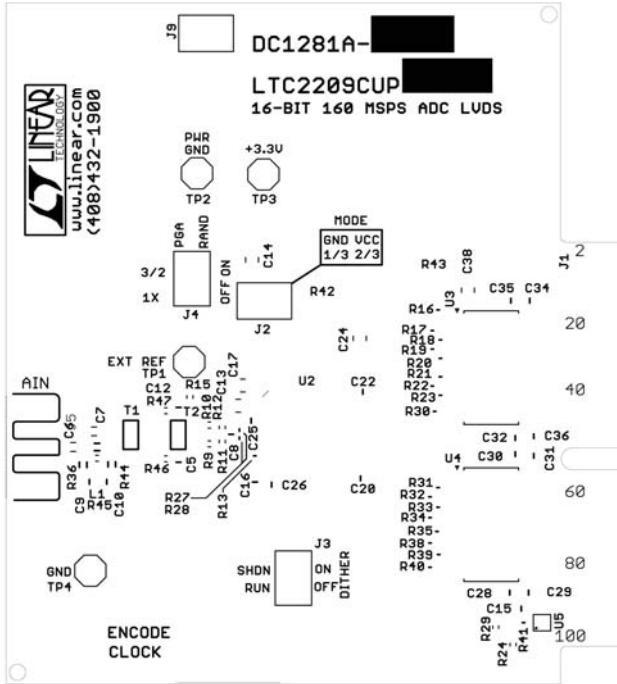 J9
DC1281A-
LTC2209CUP
16-BIT 160 MSPS ADC LVDS
LINEAR
TECHNOLOGY
www.linear.com
(408)432-1900
PWR
GND
TP2
+3.3V
TP3
MODE
GND VCC
1/3 2/3
PGA RAND
3/2
1X
J4
OFF ON
C14
J2
R42
R43
C38
J1
2
U3
C35
C34
R16
20
R17
R18
R19
R20
R21
R22
R23
R30
40
C24
C22
U2
EXT REF
TP1
C17
C13
R15
C12
R47
R10
R12
AIN
C6
C7
T1
T2
R36
C9
L1
R45
C10
R44
R46
C5
R9
R11
C8
C25
C16
C26
R27
R28
R13
C20
C32
C36
C30
C31
U4
R31
R32
R33
R34
R35
R38
R39
R40
60
80
GND
TP4
J3
SHDN
RUN
ON
OFF
DITHER
C28
C29
C15
R29
R41
U5
R24
100
ENCODE
CLOCK